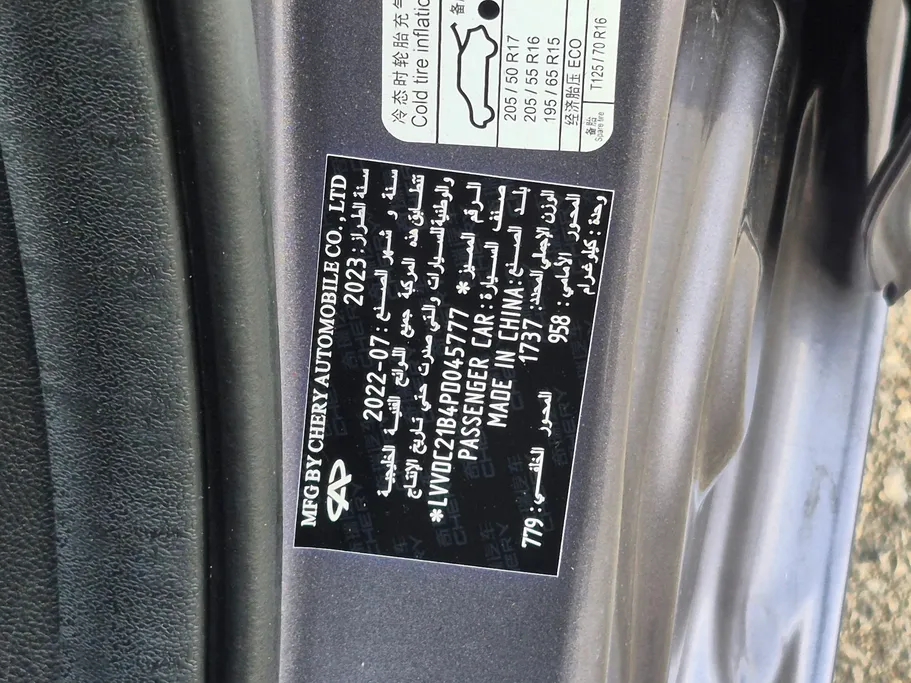 冷态时轮胎充气
Cold tire inflatio
205 / 50 R17
205 / 55 R16
195 / 65 R15
经济胎压 ECO
备胎 T125 / 70 R16
Spare tire
MFG BY CHERY AUTOMOBILE CO., LTD
سنة الطراز: 2023
سنة و شهر الصنع: 2022-07
تتطابق هذه المركبة جميع اللوائح الفنية الخليجية
والوطنية للسيارات والتي صدرت حتى تاريخ الإنتاج
الرقم المميز: *LVVDC21B4PD045777*
صنف السيارة: PASSENGER CAR
بلد الصنع: MADE IN CHINA
الوزن الإجمالي المحدد: 1737
المحور الأمامي: 958 المحور الخلفي: 779
وحدة: كيلو غرام